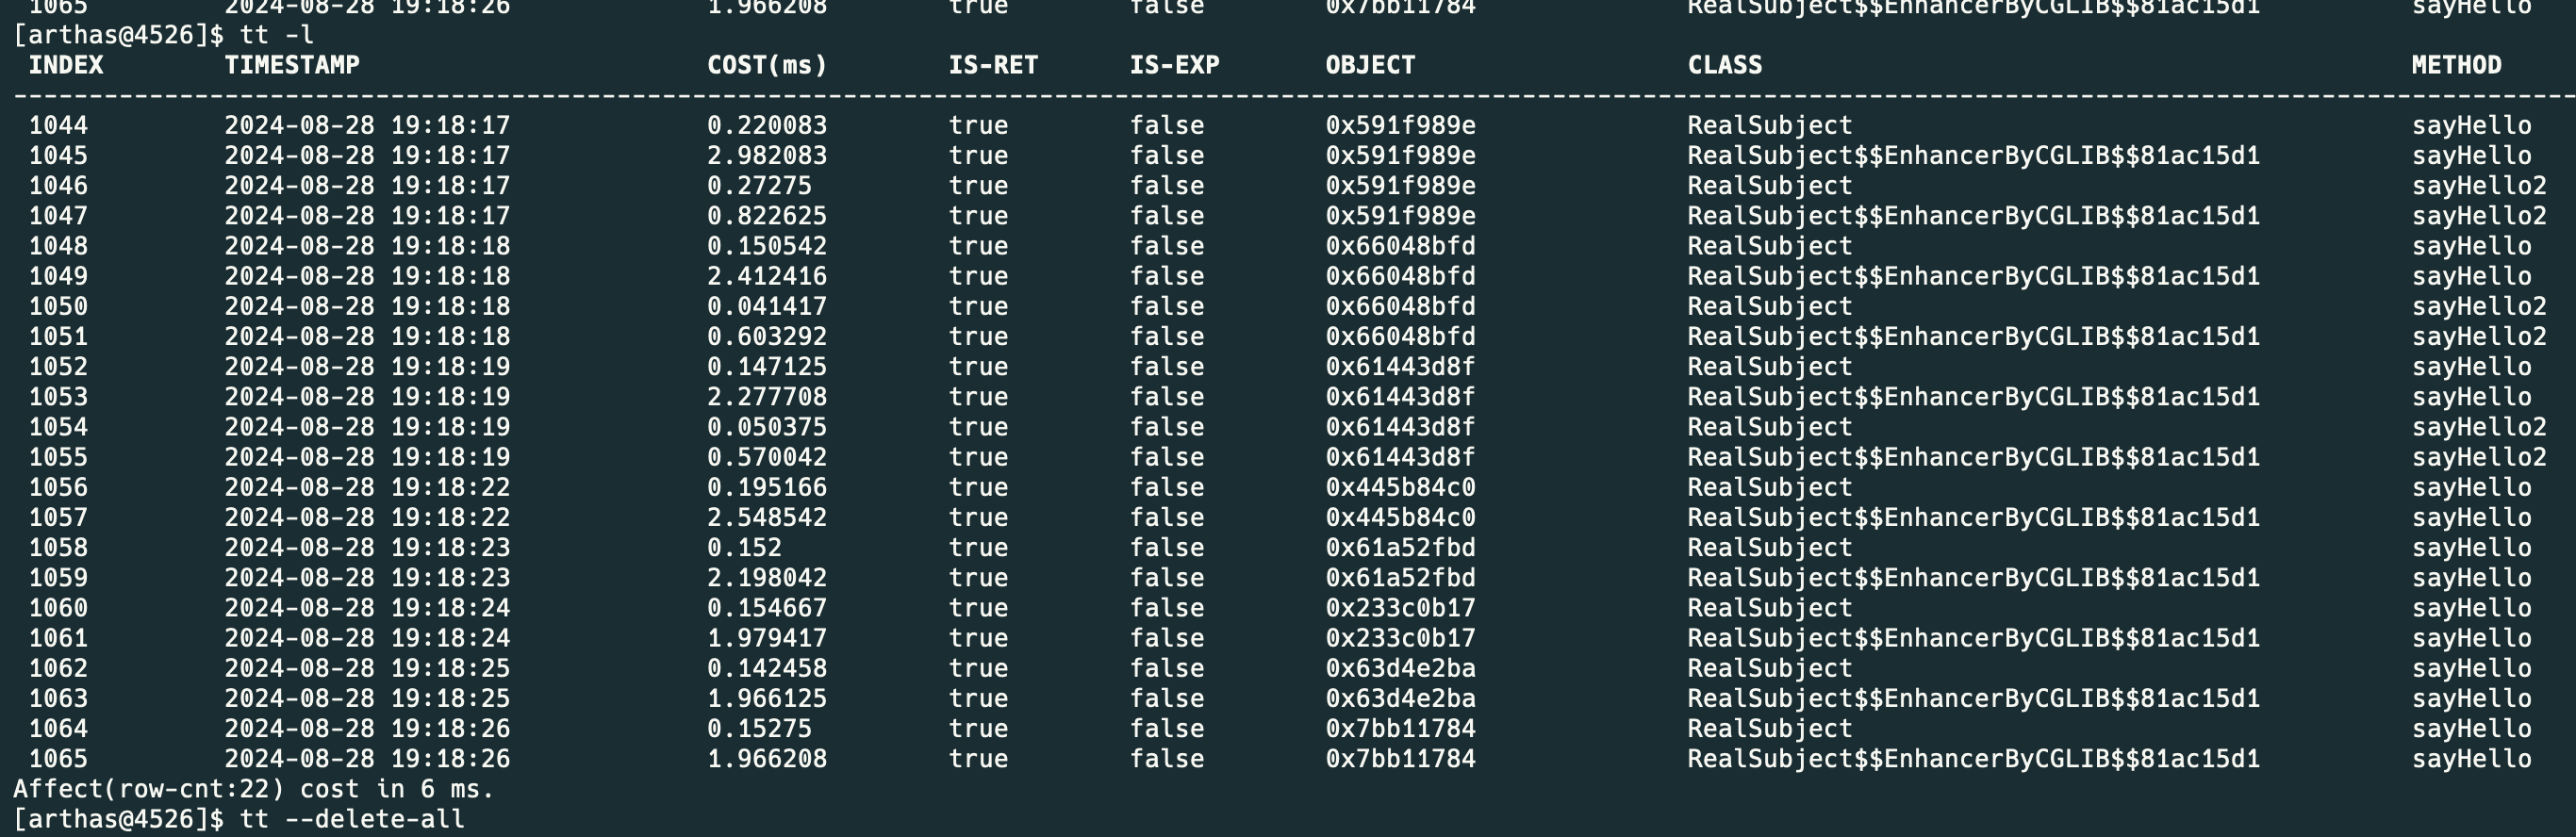 1065 2024-08-28 19:18:26 1.966208 true false 0x7bb11784 RealSubject$$EnhancerByCGLIB$$81ac15d1 sayHello
[arthas@4526]$ tt -l
INDEX TIMESTAMP COST(ms) IS-RET IS-EXP OBJECT CLASS METHOD
1044 2024-08-28 19:18:17 0.220083 true false 0x591f989e RealSubject sayHello
1045 2024-08-28 19:18:17 2.982083 true false 0x591f989e RealSubject$$EnhancerByCGLIB$$81ac15d1 sayHello
1046 2024-08-28 19:18:17 0.27275 true false 0x591f989e RealSubject sayHello2
1047 2024-08-28 19:18:17 0.822625 true false 0x591f989e RealSubject$$EnhancerByCGLIB$$81ac15d1 sayHello2
1048 2024-08-28 19:18:18 0.150542 true false 0x66048bfd RealSubject sayHello
1049 2024-08-28 19:18:18 2.412416 true false 0x66048bfd RealSubject$$EnhancerByCGLIB$$81ac15d1 sayHello
1050 2024-08-28 19:18:18 0.041417 true false 0x66048bfd RealSubject sayHello2
1051 2024-08-28 19:18:18 0.603292 true false 0x66048bfd RealSubject$$EnhancerByCGLIB$$81ac15d1 sayHello2
1052 2024-08-28 19:18:19 0.147125 true false 0x61443d8f RealSubject sayHello
1053 2024-08-28 19:18:19 2.277708 true false 0x61443d8f RealSubject$$EnhancerByCGLIB$$81ac15d1 sayHello
1054 2024-08-28 19:18:19 0.050375 true false 0x61443d8f RealSubject sayHello2
1055 2024-08-28 19:18:19 0.570042 true false 0x61443d8f RealSubject$$EnhancerByCGLIB$$81ac15d1 sayHello2
1056 2024-08-28 19:18:22 0.195166 true false 0x445b84c0 RealSubject sayHello
1057 2024-08-28 19:18:22 2.548542 true false 0x445b84c0 RealSubject$$EnhancerByCGLIB$$81ac15d1 sayHello
1058 2024-08-28 19:18:23 0.152 true false 0x61a52fbd RealSubject sayHello
1059 2024-08-28 19:18:23 2.198042 true false 0x61a52fbd RealSubject$$EnhancerByCGLIB$$81ac15d1 sayHello
1060 2024-08-28 19:18:24 0.154667 true false 0x233c0b17 RealSubject sayHello
1061 2024-08-28 19:18:24 1.979417 true false 0x233c0b17 RealSubject$$EnhancerByCGLIB$$81ac15d1 sayHello
1062 2024-08-28 19:18:25 0.142458 true false 0x63d4e2ba RealSubject sayHello
1063 2024-08-28 19:18:25 1.966125 true false 0x63d4e2ba RealSubject$$EnhancerByCGLIB$$81ac15d1 sayHello
1064 2024-08-28 19:18:26 0.15275 true false 0x7bb11784 RealSubject sayHello
1065 2024-08-28 19:18:26 1.966208 true false 0x7bb11784 RealSubject$$EnhancerByCGLIB$$81ac15d1 sayHello
Affect(row-cnt:22) cost in 6 ms.
[arthas@4526]$ tt --delete-all